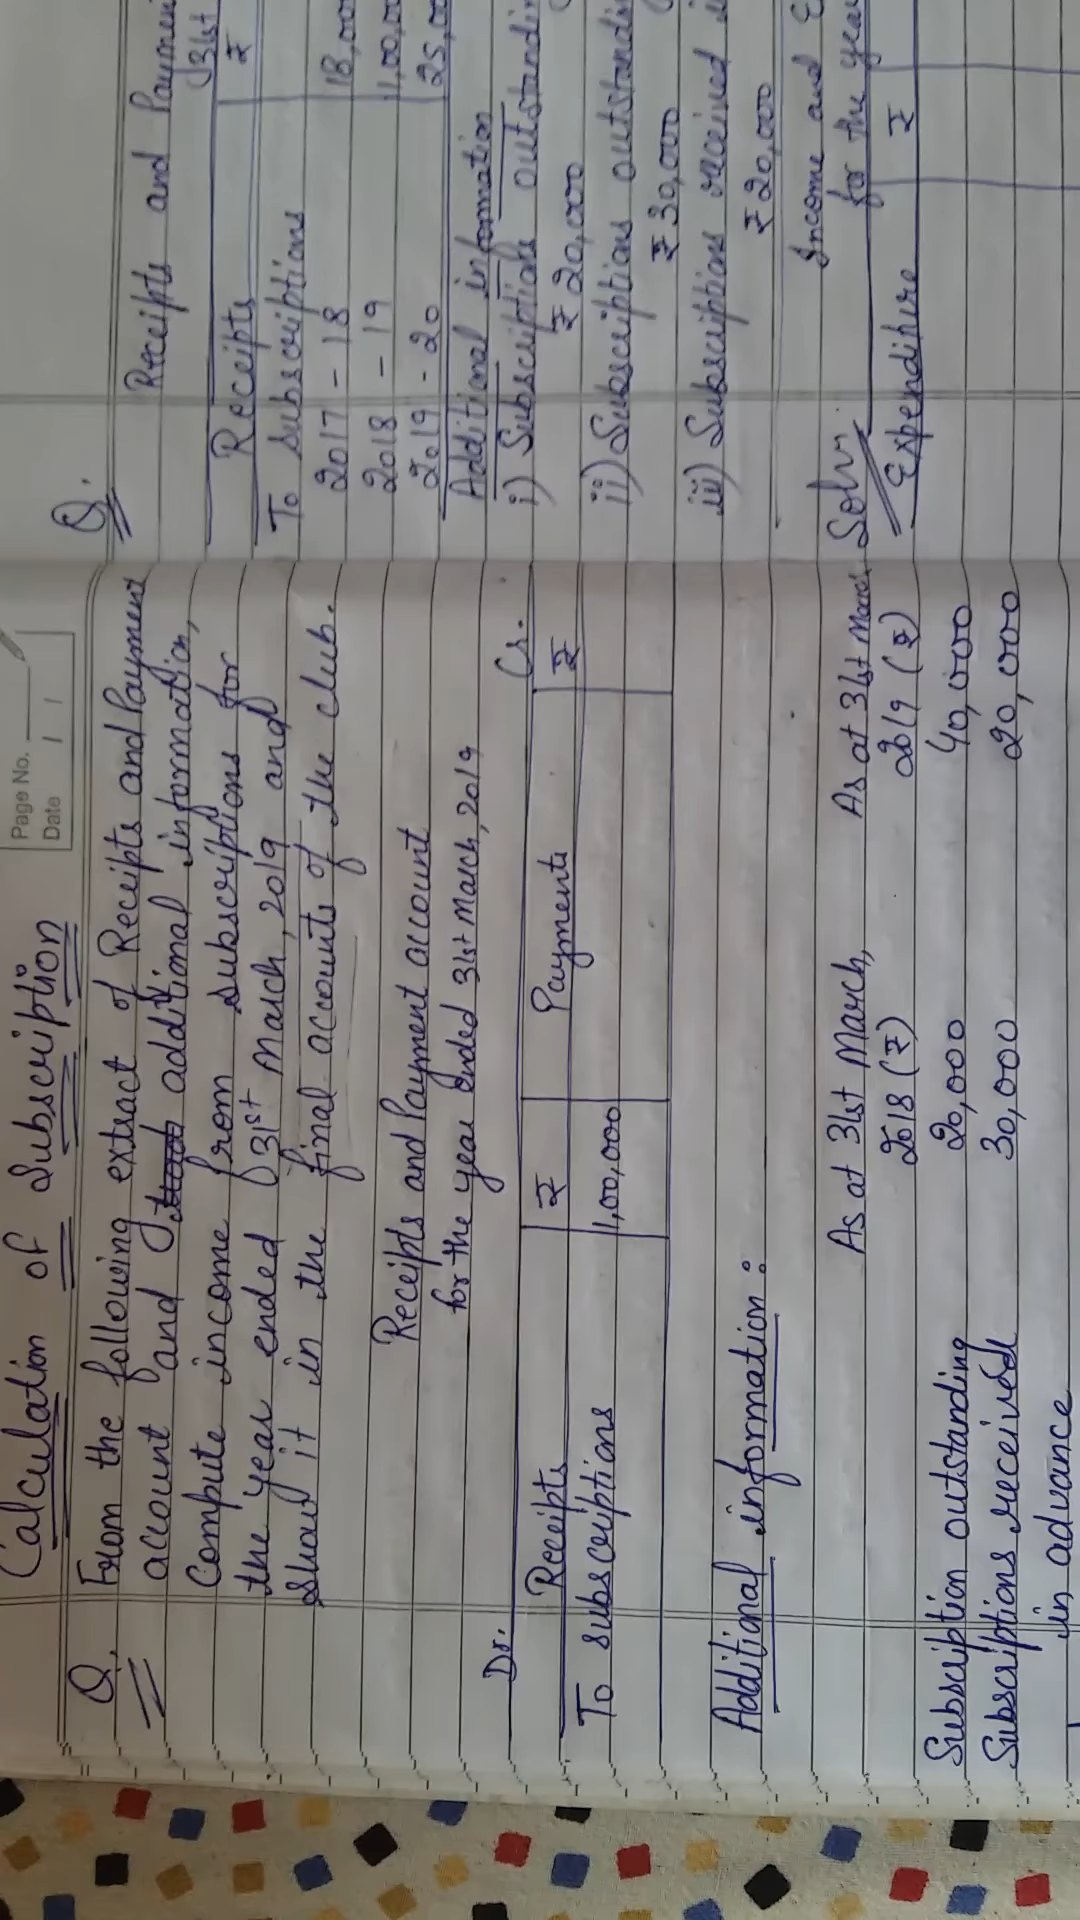 Page No.
Date
Calculation of Subscription
Q. From the following extract of Receipts and Payment
account and additional information,
Compute income from subscriptions for
the year ended 31st March, 2019 and
show it in the final accounts of the club.
Receipts and Payment account
for the year ended 31st March, 2019
Dr. Cr.
Receipts ₹ Payments ₹
To subscriptions 1,00,000
Additional information :
As at 31st March, As at 31st March
2018 (₹) 2019 (₹)
Subscription outstanding 20,000 40,000
Subscriptions received 30,000 20,000
in advance
Q.
Receipts and Paymen
31st
Receipts ₹
To subscriptions
2017 - 18 18,000
2018 - 19 1,00,00
2019 - 20 25,00
Additional information
i) Subscriptions outstandin
₹ 20,000
ii) Subscriptions outstandi
₹ 30,000
iii) Subscriptions received
₹ 20,000
Income and E
for the year
Soln
Expenditure ₹